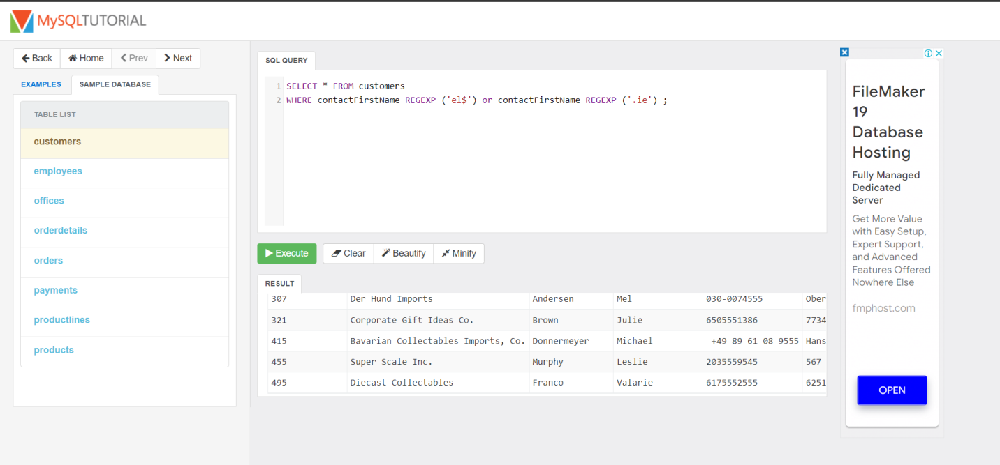 MySQLTUTORIAL
Back Home Prev Next
EXAMPLES SAMPLE DATABASE
TABLE LIST
customers
employees
offices
orderdetails
orders
payments
productlines
products
SQL QUERY
1 SELECT * FROM customers
2 WHERE contactFirstName REGEXP ('el$') or contactFirstName REGEXP ('.ie') ;
Execute Clear Beautify Minify
RESULT
307 Der Hund Imports Andersen Mel 030-0074555 Ober
321 Corporate Gift Ideas Co. Brown Julie 6505551386 7734
415 Bavarian Collectables Imports, Co. Donnermeyer Michael +49 89 61 08 9555 Hans
455 Super Scale Inc. Murphy Leslie 2035559545 567
495 Diecast Collectables Franco Valarie 6175552555 6251
FileMaker
19
Database
Hosting
Fully Managed
Dedicated
Server
Get More Value
with Easy Setup,
Expert Support,
and Advanced
Features Offered
Nowhere Else
fmphost.com
OPEN